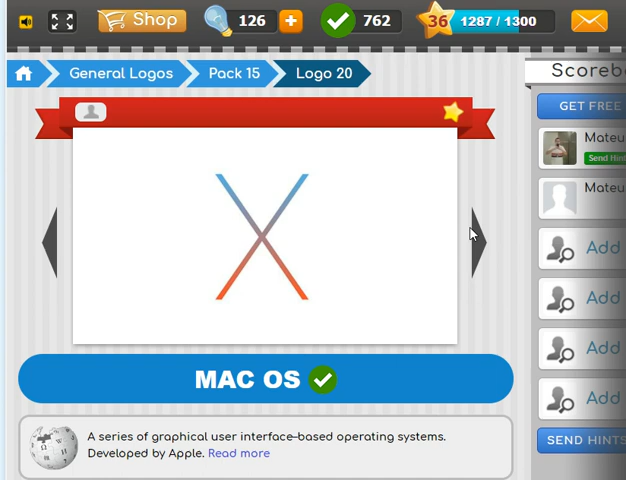 Shop
126
762
36
1287 / 1300
General Logos
Pack 15
Logo 20
Scoreb
GET FREE
X
Mateu
Send Hint
Mateu
Add
Add
Add
Add
MAC OS
A series of graphical user interface–based operating systems.
Developed by Apple. Read more
SEND HINTS